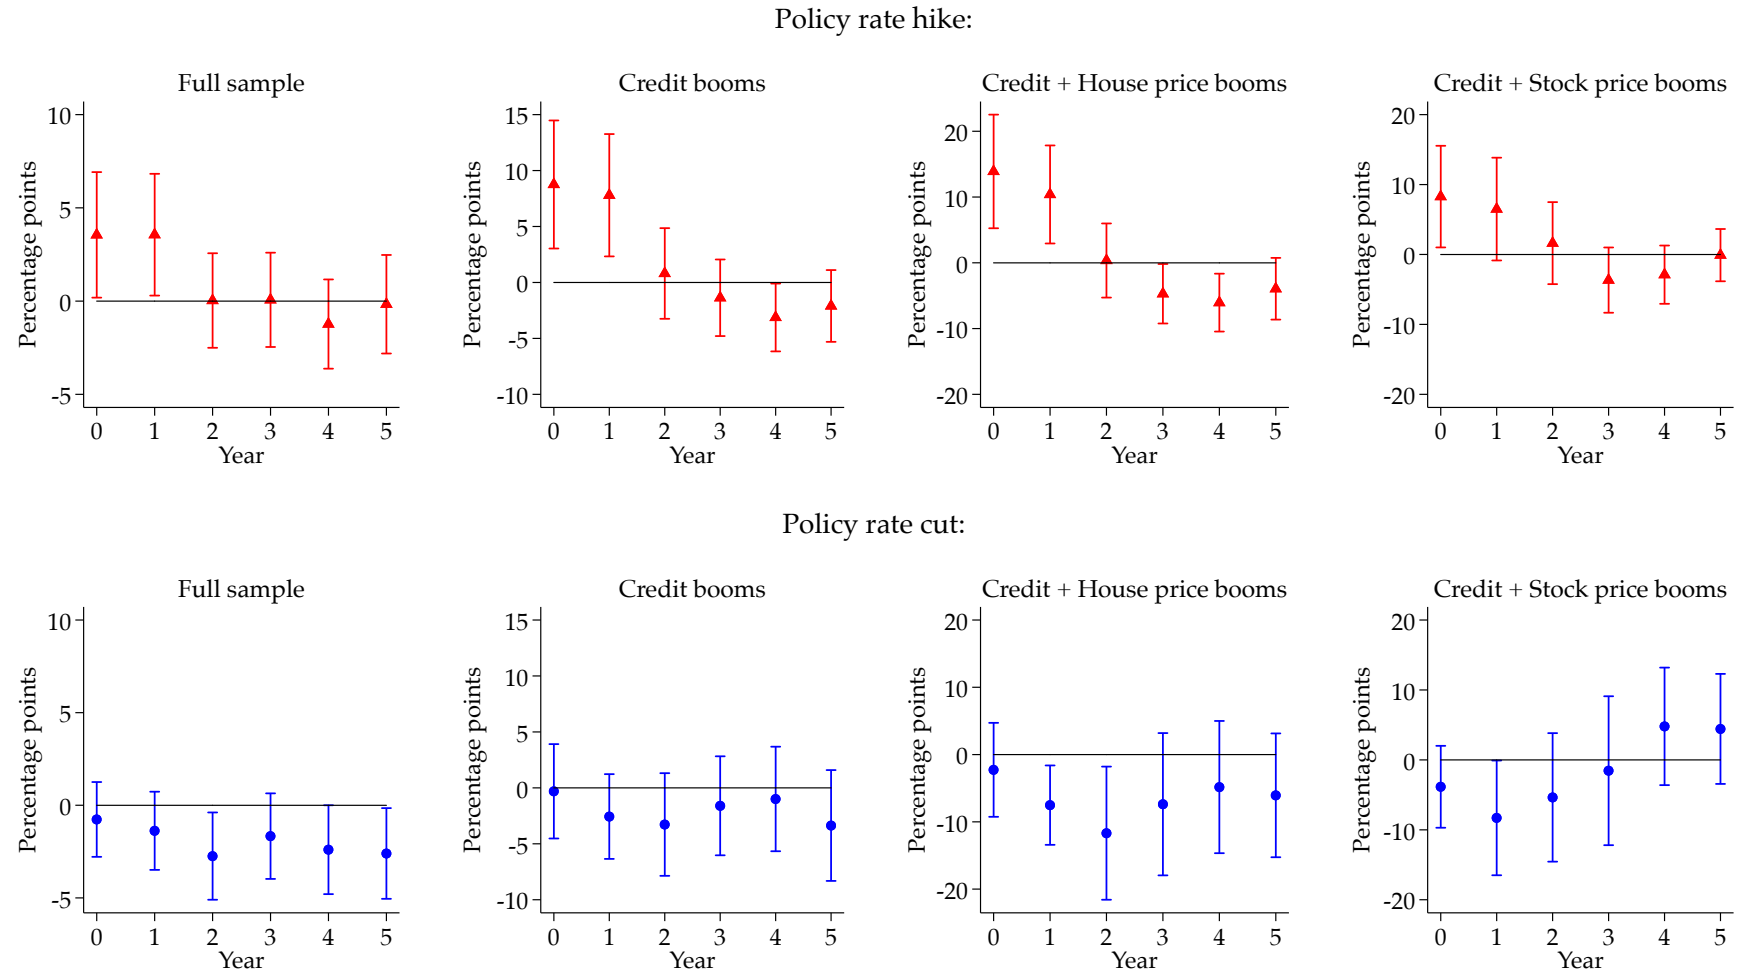 Policy rate hike:
Full sample
Percentage points
10
5
0
-5
0 1 2 3 4 5
Year
Credit booms
Percentage points
15
10
5
0
-5
-10
0 1 2 3 4 5
Year
Credit + House price booms
Percentage points
20
10
0
-10
-20
0 1 2 3 4 5
Year
Credit + Stock price booms
Percentage points
20
10
0
-10
-20
0 1 2 3 4 5
Year
Policy rate cut:
Full sample
Percentage points
10
5
0
-5
0 1 2 3 4 5
Year
Credit booms
Percentage points
15
10
5
0
-5
-10
0 1 2 3 4 5
Year
Credit + House price booms
Percentage points
20
10
0
-10
-20
0 1 2 3 4 5
Year
Credit + Stock price booms
Percentage points
20
10
0
-10
-20
0 1 2 3 4 5
Year